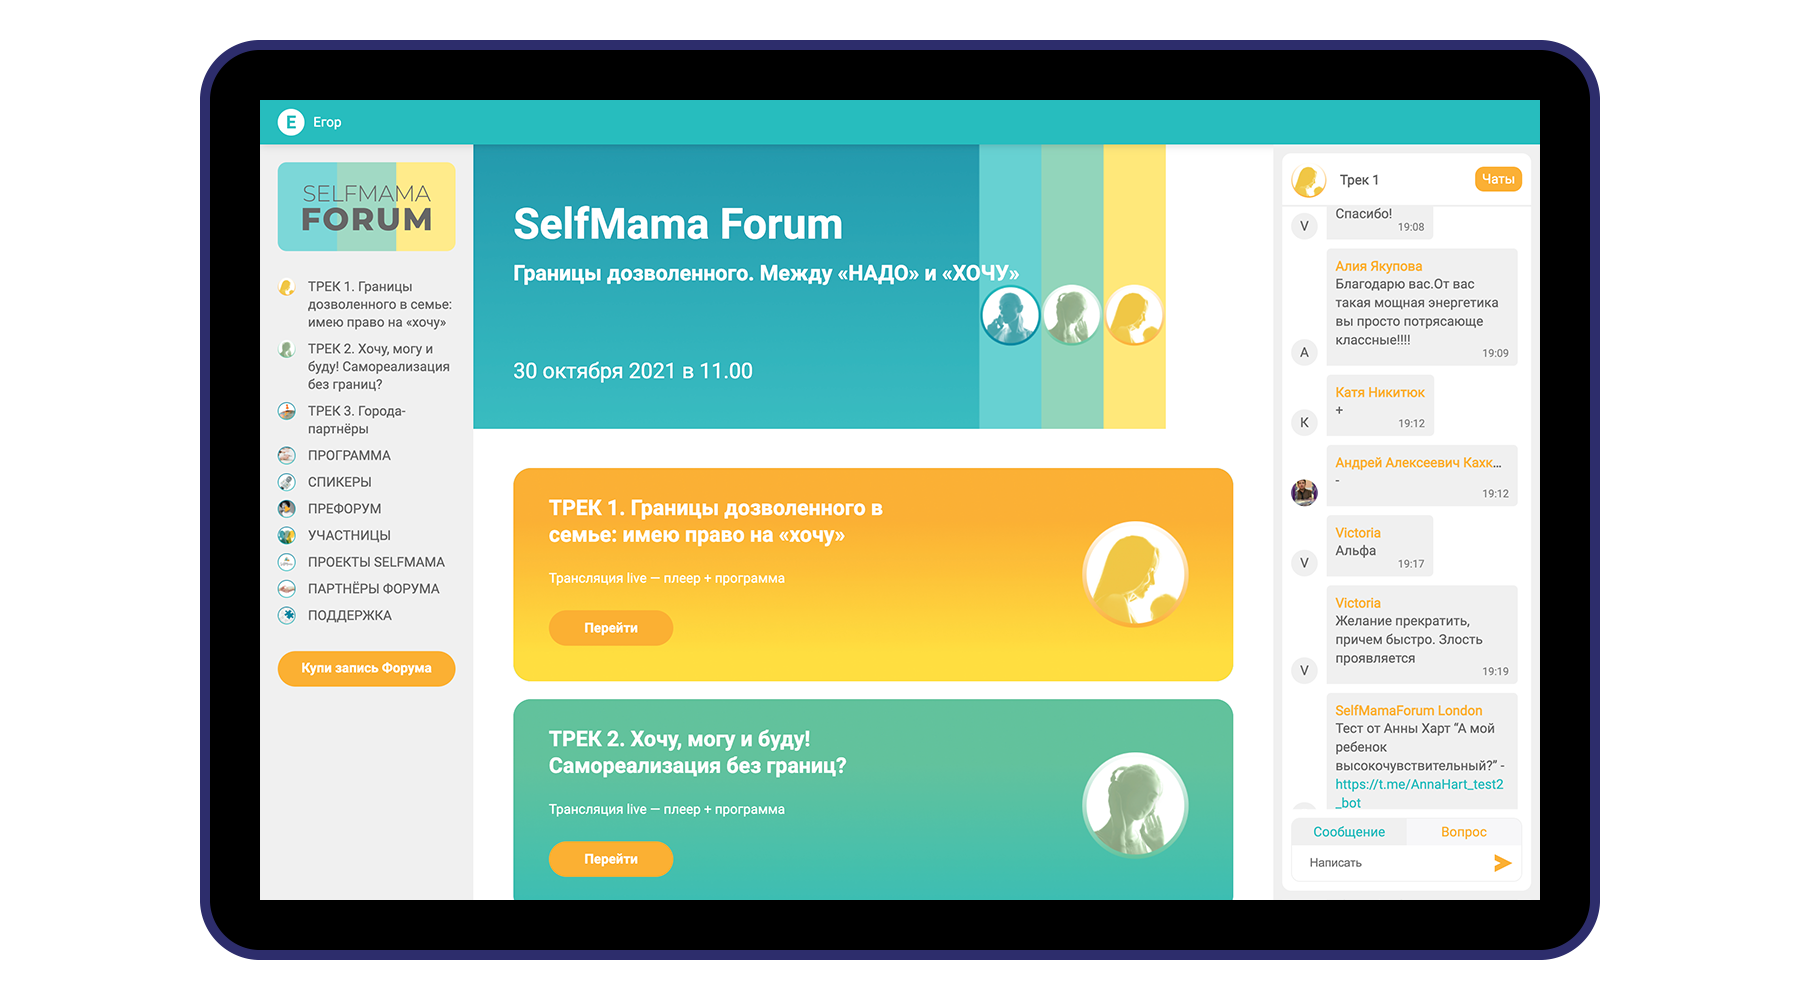 E Егор
SELFMAMA
FORUM
ТРЕК 1. Границы
дозволенного в семье:
имею право на «хочу»
ТРЕК 2. Хочу, могу и
буду! Самореализация
без границ?
ТРЕК 3. Города-
партнёры
ПРОГРАММА
СПИКЕРЫ
ПРЕФОРУМ
УЧАСТНИЦЫ
ПРОЕКТЫ SELFMAMA
ПАРТНЁРЫ ФОРУМА
ПОДДЕРЖКА
Купи запись Форума
SelfMama Forum
Границы дозволенного. Между «НАДО» и «ХОЧУ»
30 октября 2021 в 11.00
ТРЕК 1. Границы дозволенного в
семье: имею право на «хочу»
Трансляция live — плеер + программа
Перейти
ТРЕК 2. Хочу, могу и буду!
Самореализация без границ?
Трансляция live — плеер + программа
Перейти
Трек 1
Чаты
Спасибо!
V
19:08
Алия Якупова
Благодарю вас.От вас
такая мощная энергетика
вы просто потрясающе
классные!!!!
A
19:09
Катя Никитюк
+
K
19:12
Андрей Алексеевич Кахк...
-
19:12
Victoria
Альфа
V
19:17
Victoria
Желание прекратить,
причем быстро. Злость
проявляется
V
19:19
SelfMamaForum London
Тест от Анны Харт “А мой
ребенок
высокочувствительный?” -
https://t.me/AnnaHart_test2
_bot
Сообщение
Вопрос
Написать